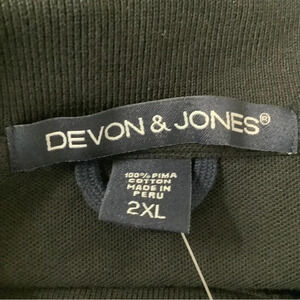 DEVON & JONES®
100% PIMA
COTTON
MADE IN
PERU
2XL